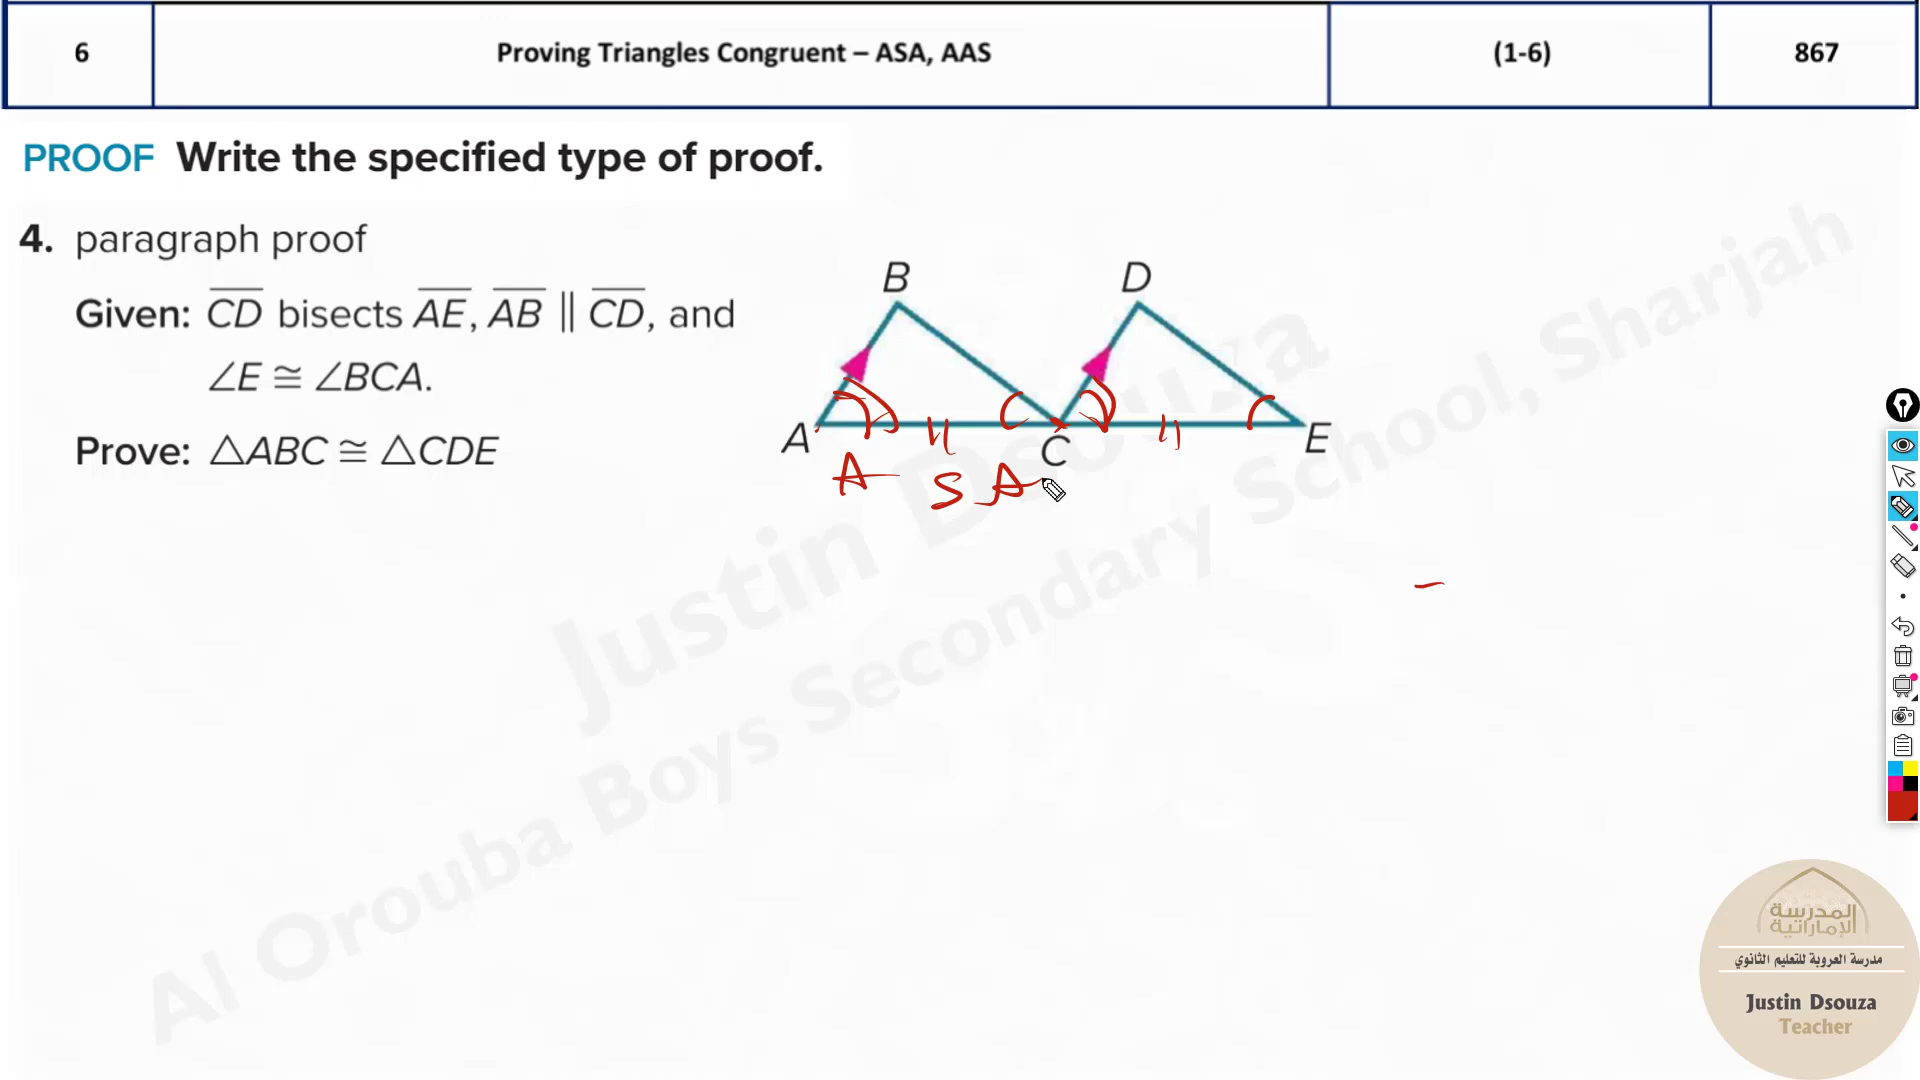 6 Proving Triangles Congruent – ASA, AAS (1-6) 867
PROOF Write the specified type of proof.
4. paragraph proof
Given: CD bisects AE, AB || CD, and
∠E ≅ ∠BCA.
Prove: △ABC ≅ △CDE
B D
A C E
A S A
Justin Dsouza
Al Orouba Boys Secondary School, Sharjah
المدرسة
الإماراتية
مدرسة العروبة للتعليم الثانوي
Justin Dsouza
Teacher